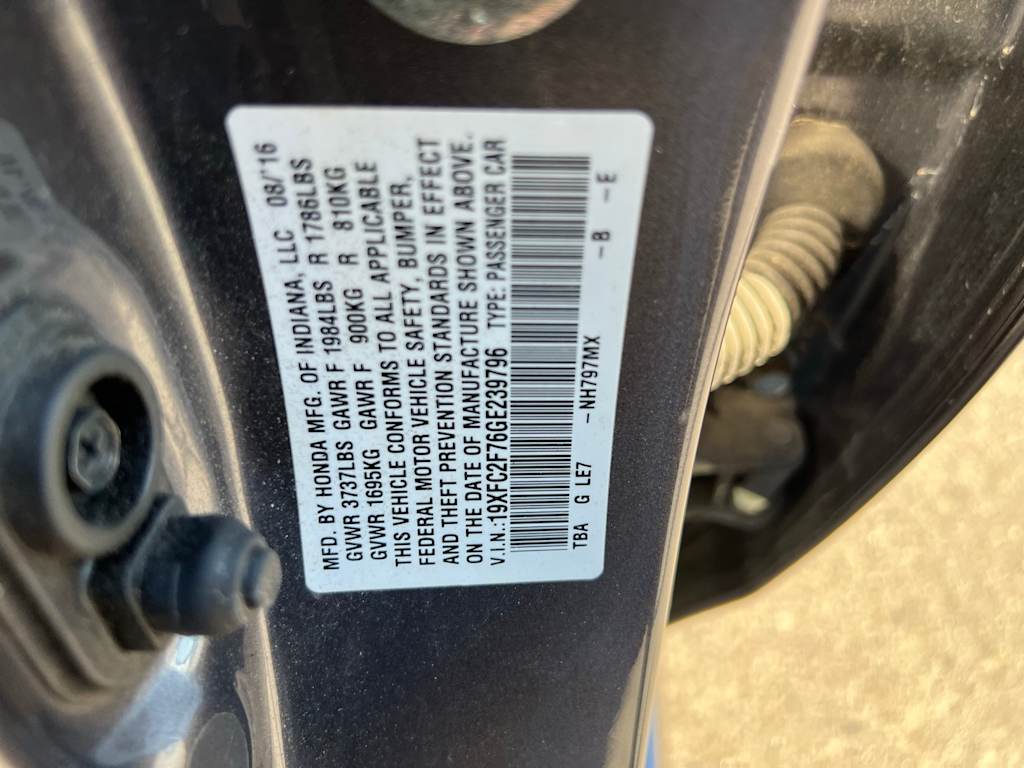 MFD. BY HONDA MFG. OF INDIANA, LLC 08/'16
GVWR 3737LBS GAWR F 1984LBS R 1786LBS
GVWR 1695KG GAWR F 900KG R 810KG
THIS VEHICLE CONFORMS TO ALL APPLICABLE
FEDERAL MOTOR VEHICLE SAFETY, BUMPER,
AND THEFT PREVENTION STANDARDS IN EFFECT
ON THE DATE OF MANUFACTURE SHOWN ABOVE.
V.I.N.:19XFC2F76GE239796 TYPE: PASSENGER CAR
TBA G LE7 -NH797MX -B -E